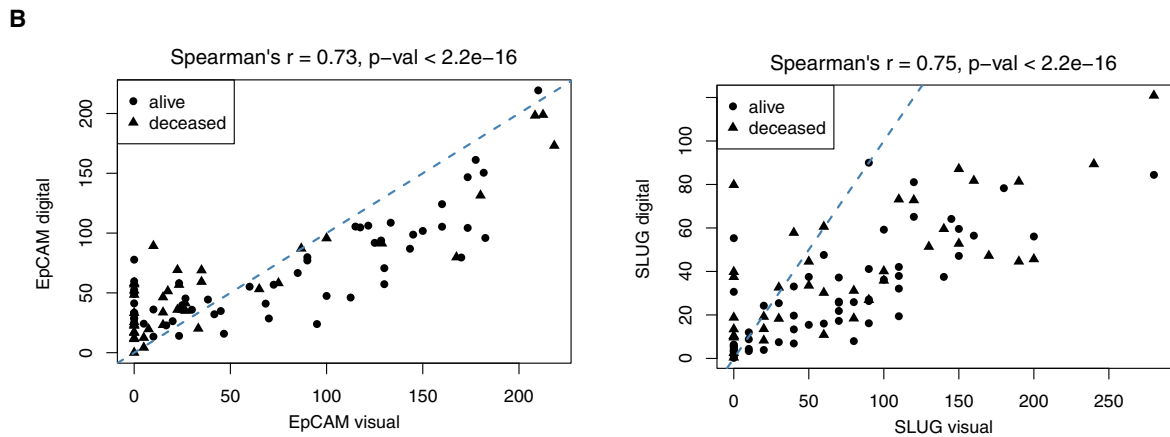 B
Spearman's r = 0.73, p−val < 2.2e−16
alive
deceased
EpCAM digital
0
50
100
150
200
0
50
100
150
200
EpCAM visual
Spearman's r = 0.75, p−val < 2.2e−16
alive
deceased
SLUG digital
0
20
40
60
80
100
0
50
100
150
200
250
SLUG visual